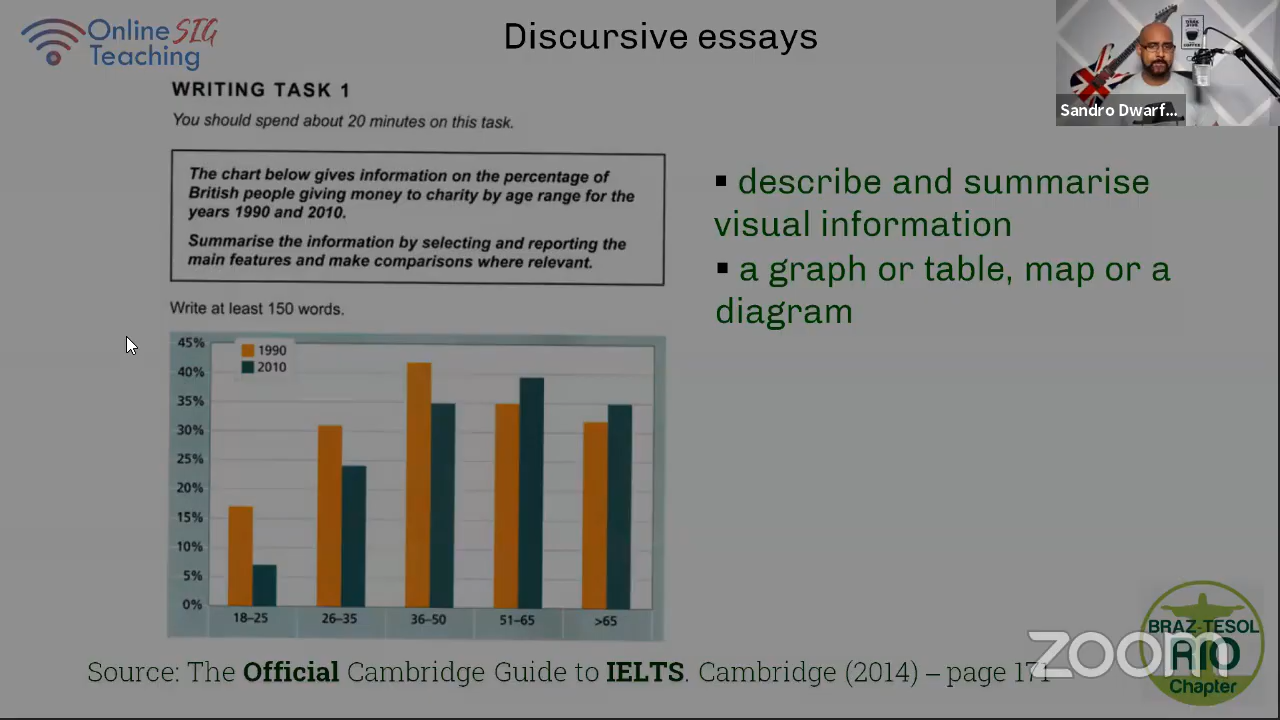 Online SIG
Teaching
Discursive essays
Sandro Dwarf...
WRITING TASK 1
You should spend about 20 minutes on this task.
The chart below gives information on the percentage of
British people giving money to charity by age range for the
years 1990 and 2010.
Summarise the information by selecting and reporting the
main features and make comparisons where relevant.
Write at least 150 words.
▪ describe and summarise
visual information
▪ a graph or table, map or a
diagram
45%
40%
35%
30%
25%
20%
15%
10%
5%
0%
1990
2010
18–25
26–35
36–50
51–65
>65
Source: The Official Cambridge Guide to IELTS. Cambridge (2014) – page 171
zoom
BRAZ-TESOL
RIO
Chapter